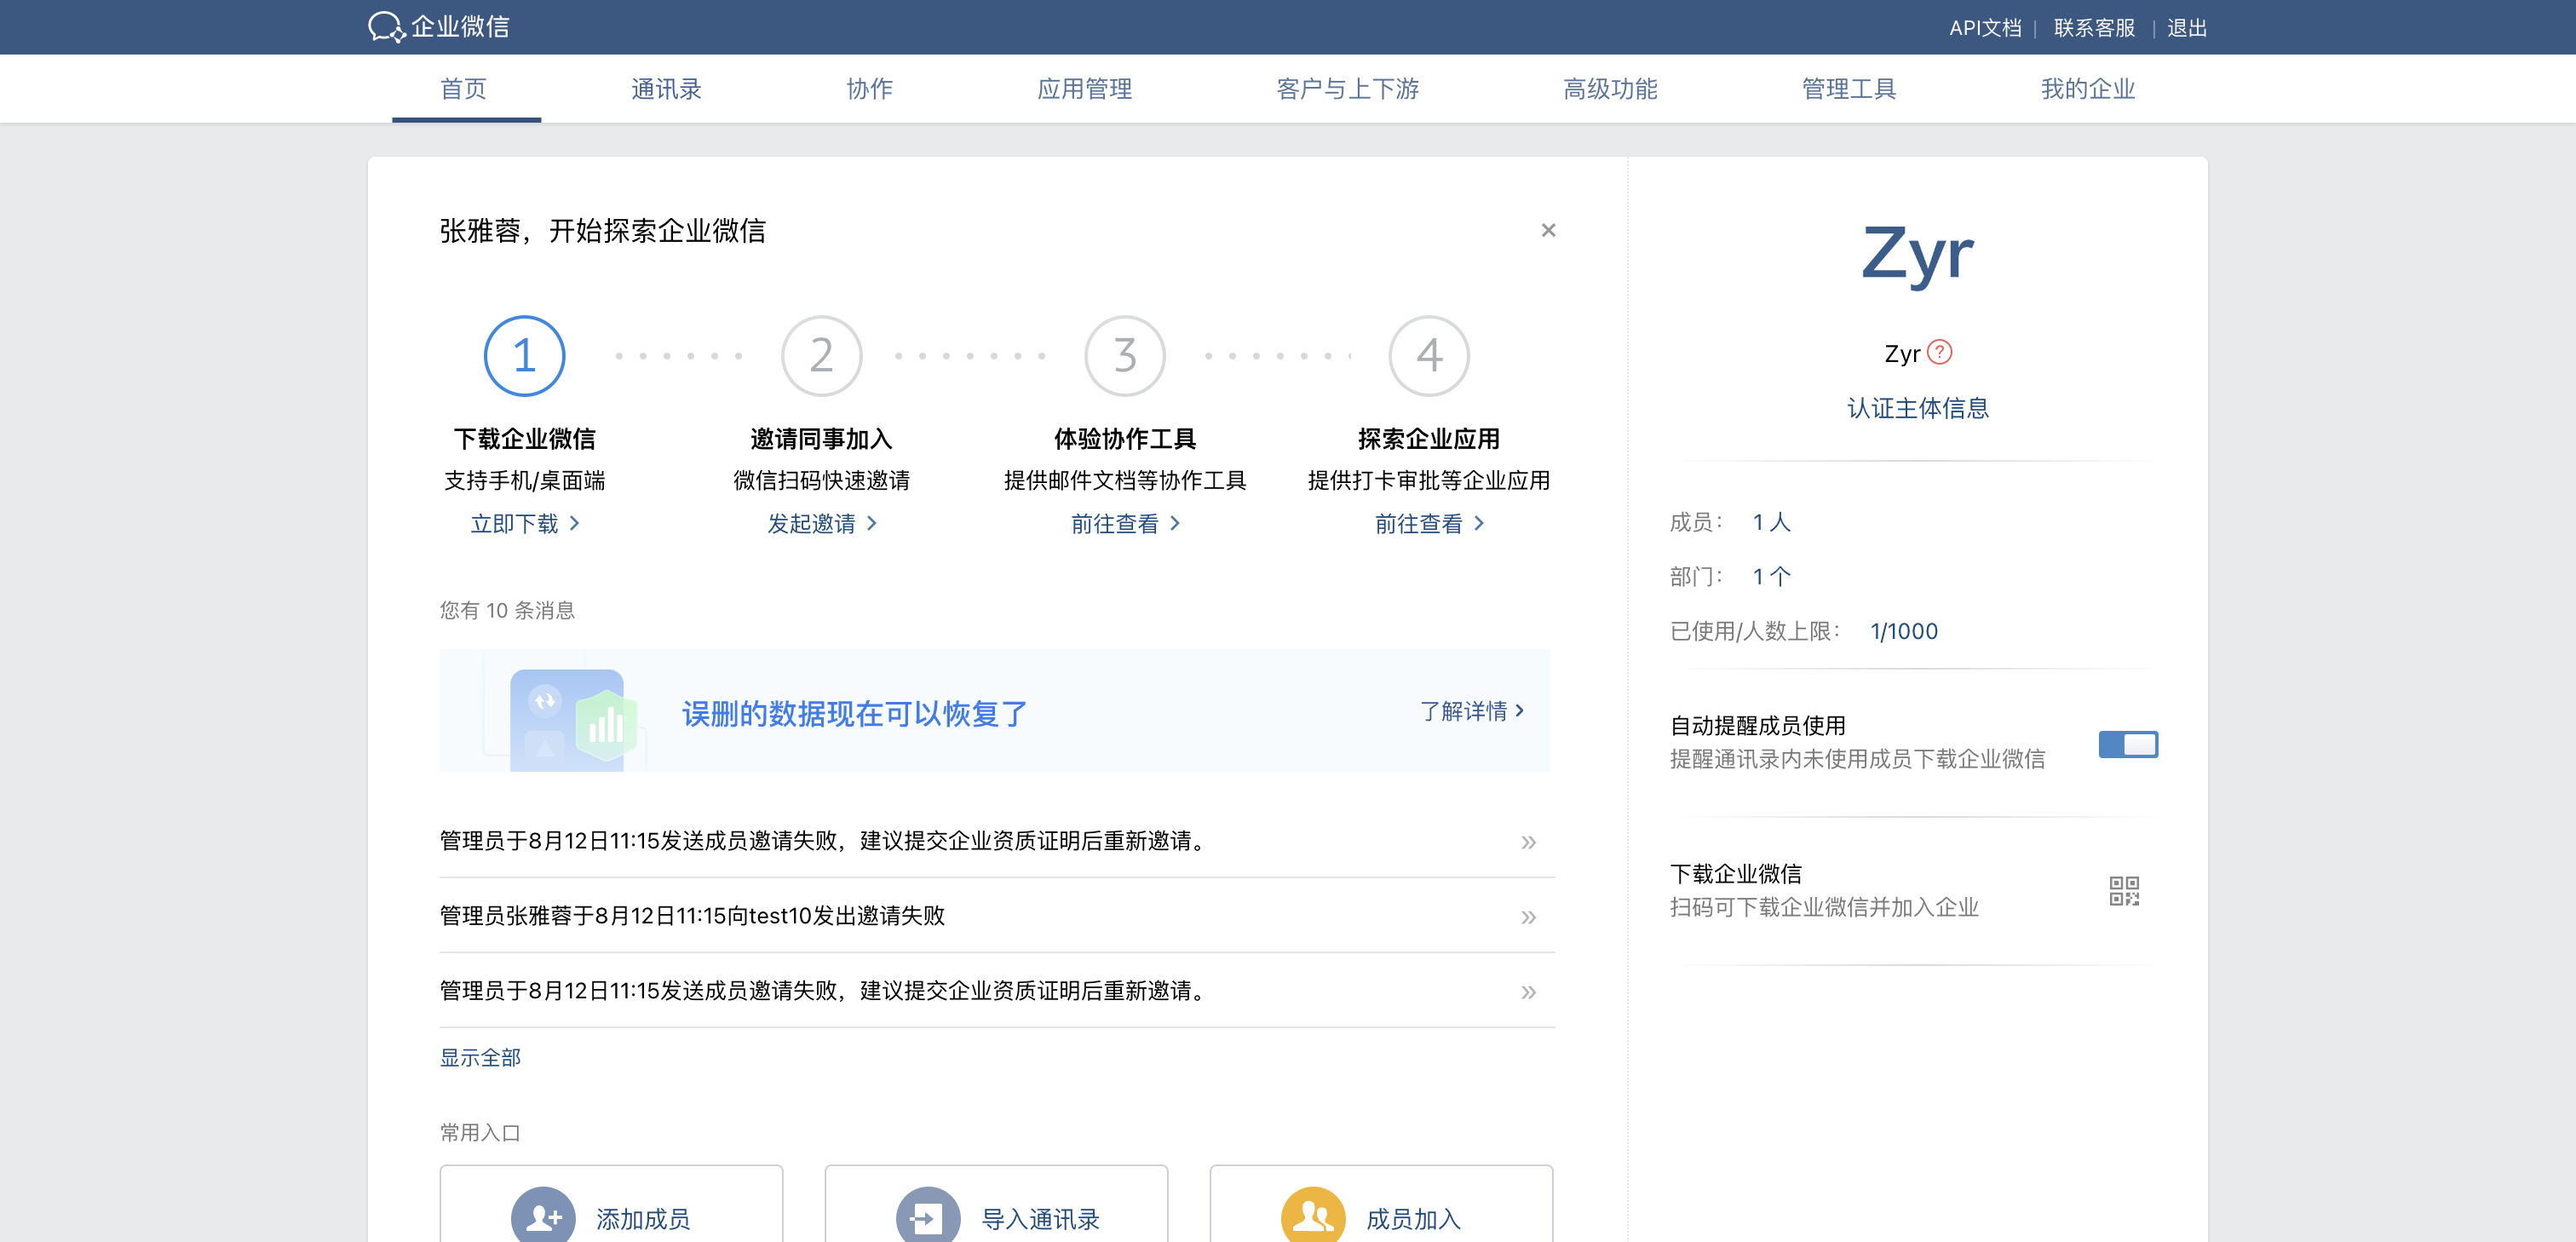 企业微信
API文档 | 联系客服 | 退出
首页 通讯录 协作 应用管理 客户与上下游 高级功能 管理工具 我的企业
张雅蓉，开始探索企业微信
1 2 3 4
下载企业微信 邀请同事加入 体验协作工具 探索企业应用
支持手机/桌面端 微信扫码快速邀请 提供邮件文档等协作工具 提供打卡审批等企业应用
立即下载 发起邀请 前往查看 前往查看
您有 10 条消息
误删的数据现在可以恢复了 了解详情
管理员于8月12日11:15发送成员邀请失败，建议提交企业资质证明后重新邀请。
管理员张雅蓉于8月12日11:15向test10发出邀请失败
管理员于8月12日11:15发送成员邀请失败，建议提交企业资质证明后重新邀请。
显示全部
常用入口
添加成员 导入通讯录 成员加入
Zyr
Zyr ?
认证主体信息
成员： 1 人
部门： 1 个
已使用/人数上限： 1/1000
自动提醒成员使用
提醒通讯录内未使用成员下载企业微信
下载企业微信
扫码可下载企业微信并加入企业